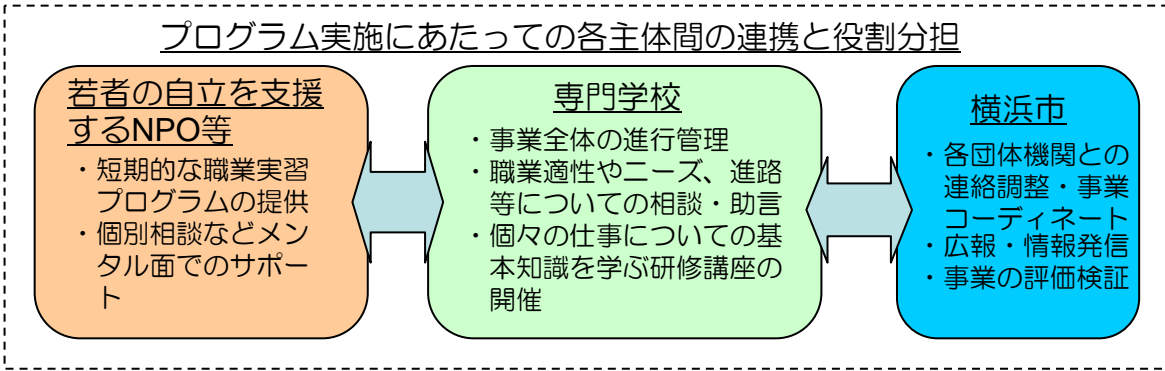 プログラム実施にあたっての各主体間の連携と役割分担
若者の自立を支援
するNPO等
・短期的な職業実習
プログラムの提供
・個別相談などメン
タル面でのサポー
ト
専門学校
・事業全体の進行管理
・職業適性やニーズ、進路
等についての相談・助言
・個々の仕事についての基
本知識を学ぶ研修講座の
開催
横浜市
・各団体機関との
連絡調整・事業
コーディネート
・広報・情報発信
・事業の評価検証